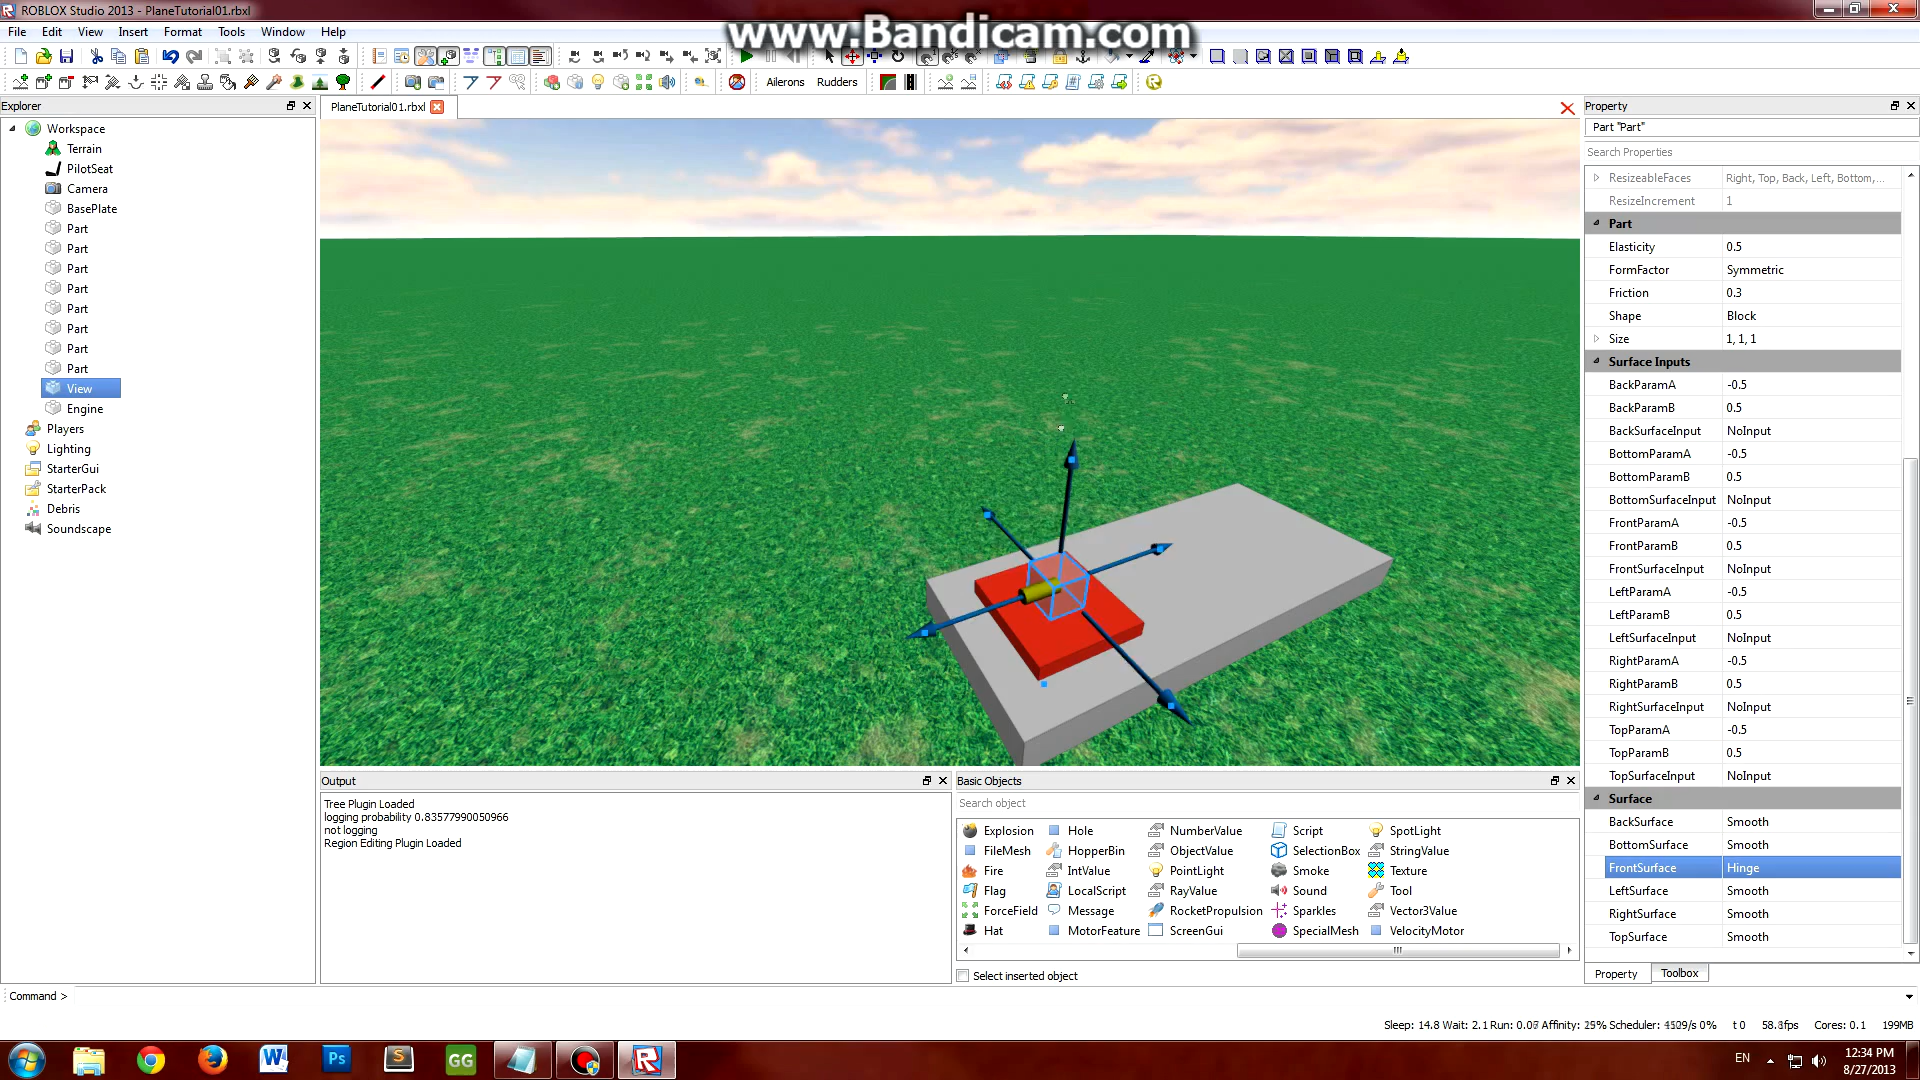 ROBLOX Studio 2013 - PlaneTutorial01.rbxl
www.Bandicam.com
File Edit View Insert Format Tools Window Help
Ailerons Rudders
Explorer
PlaneTutorial01.rbxl
Workspace
Terrain
PilotSeat
Camera
BasePlate
Part
Part
Part
Part
Part
Part
Part
Part
View
Engine
Players
Lighting
StarterGui
StarterPack
Debris
Soundscape
Property
Part "Part"
Search Properties
ResizeableFaces Right, Top, Back, Left, Bottom,...
ResizeIncrement 1
Part
Elasticity 0.5
FormFactor Symmetric
Friction 0.3
Shape Block
Size 1, 1, 1
Surface Inputs
BackParamA -0.5
BackParamB 0.5
BackSurfaceInput NoInput
BottomParamA -0.5
BottomParamB 0.5
BottomSurfaceInput NoInput
FrontParamA -0.5
FrontParamB 0.5
FrontSurfaceInput NoInput
LeftParamA -0.5
LeftParamB 0.5
LeftSurfaceInput NoInput
RightParamA -0.5
RightParamB 0.5
RightSurfaceInput NoInput
TopParamA -0.5
TopParamB 0.5
TopSurfaceInput NoInput
Surface
BackSurface Smooth
BottomSurface Smooth
FrontSurface Hinge
LeftSurface Smooth
RightSurface Smooth
TopSurface Smooth
Property Toolbox
Output
Tree Plugin Loaded
logging probability 0.83577990050966
not logging
Region Editing Plugin Loaded
Basic Objects
Search object
Explosion Hole NumberValue Script SpotLight
FileMesh HopperBin ObjectValue SelectionBox StringValue
Fire IntValue PointLight Smoke Texture
Flag LocalScript RayValue Sound Tool
ForceField Message RocketPropulsion Sparkles Vector3Value
Hat MotorFeature ScreenGui SpecialMesh VelocityMotor
Select inserted object
Command >
Sleep: 14.8 Wait: 2.1 Run: Affinity: Scheduler: 0% t 0 fps Cores: 0.1 199MB
W Ps S GG
EN
12:34 PM
8/27/2013